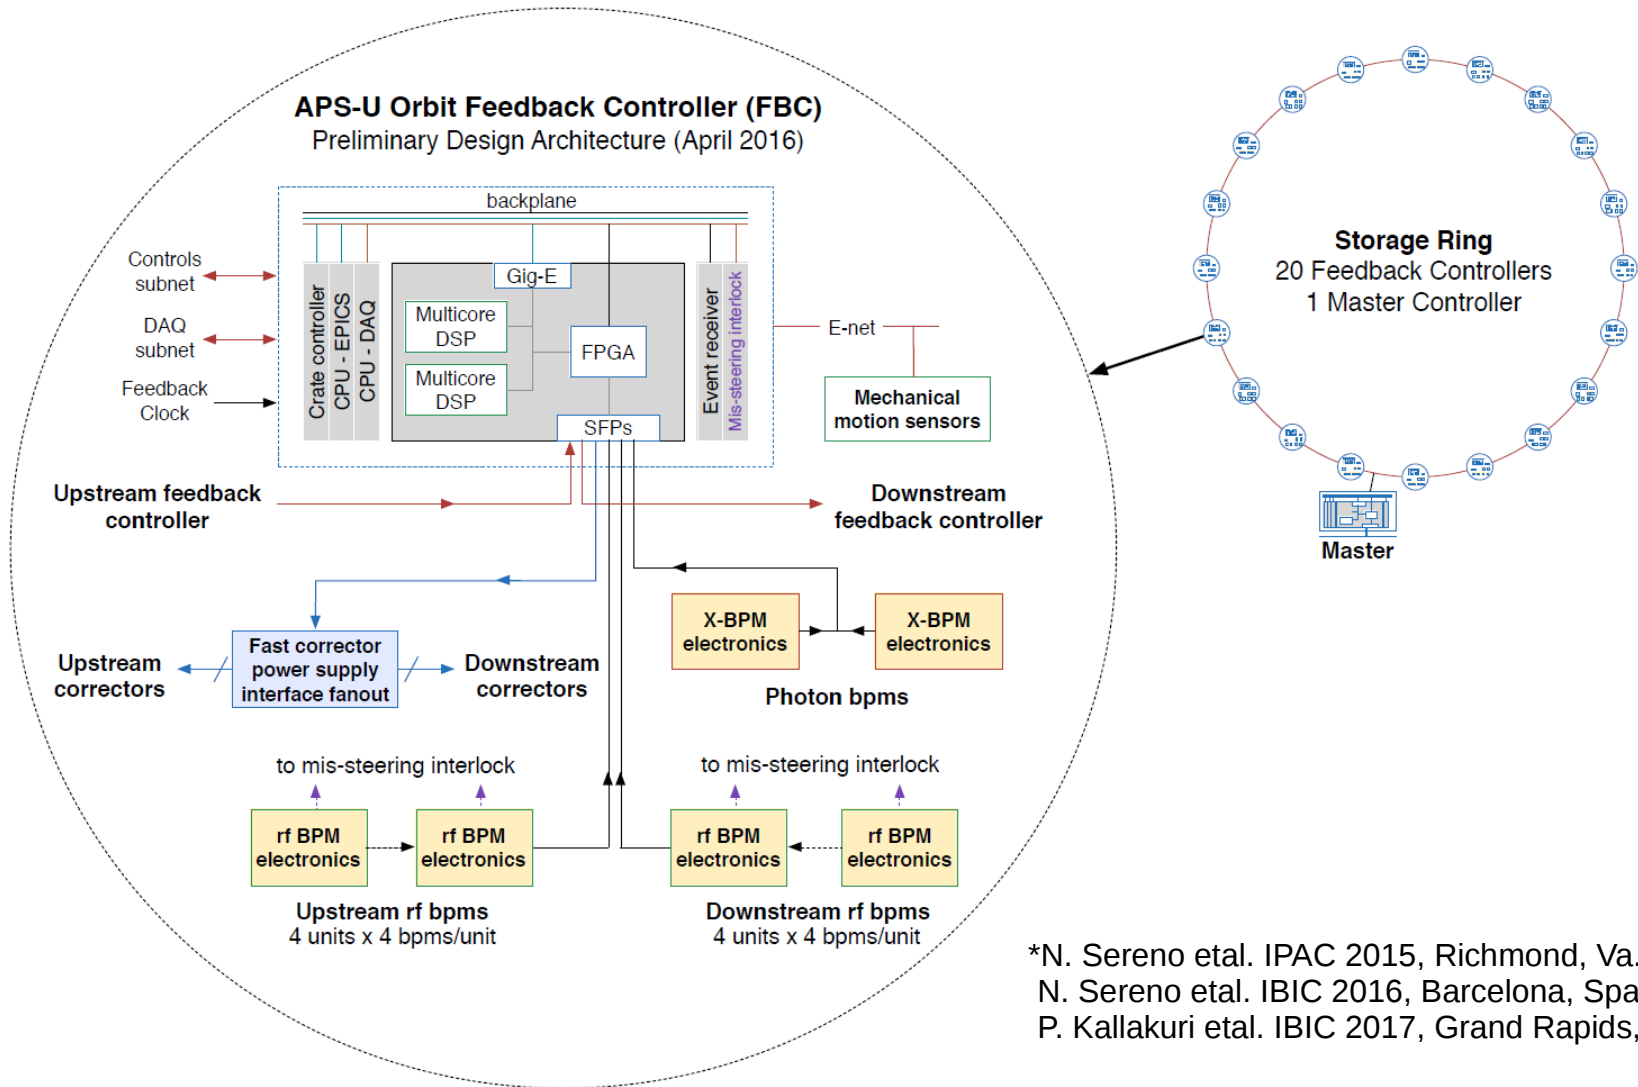 APS-U Orbit Feedback Controller (FBC)
Preliminary Design Architecture (April 2016)
backplane
Controls
subnet
DAQ
subnet
Feedback
Clock
Crate controller
CPU - EPICS
CPU - DAQ
Gig-E
Multicore
DSP
Multicore
DSP
FPGA
SFPs
Event receiver
Mis-steering interlock
E-net
Mechanical
motion sensors
Upstream feedback
controller
Downstream
feedback controller
Fast corrector
power supply
interface fanout
Upstream
correctors
Downstream
correctors
X-BPM
electronics
X-BPM
electronics
Photon bpms
to mis-steering interlock
to mis-steering interlock
rf BPM
electronics
rf BPM
electronics
rf BPM
electronics
rf BPM
electronics
Upstream rf bpms
4 units x 4 bpms/unit
Downstream rf bpms
4 units x 4 bpms/unit
Storage Ring
20 Feedback Controllers
1 Master Controller
Master
*N. Sereno etal. IPAC 2015, Richmond, Va.
N. Sereno etal. IBIC 2016, Barcelona, Spa
P. Kallakuri etal. IBIC 2017, Grand Rapids,